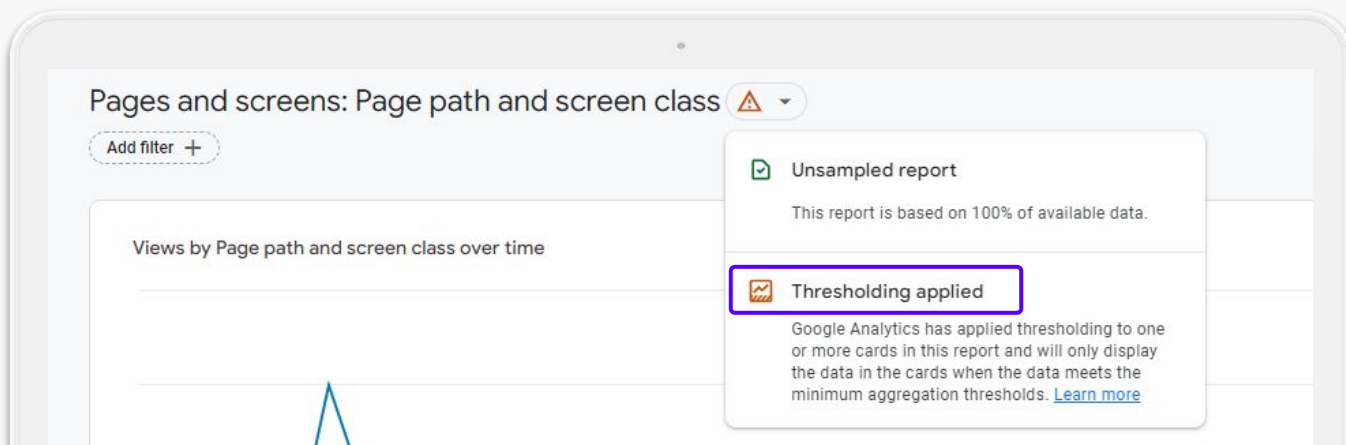 Pages and screens: Page path and screen class
Add filter +
Unsampled report
This report is based on 100% of available data.
Views by Page path and screen class over time
Thresholding applied
Google Analytics has applied thresholding to one
or more cards in this report and will only display
the data in the cards when the data meets the
minimum aggregation thresholds. Learn more